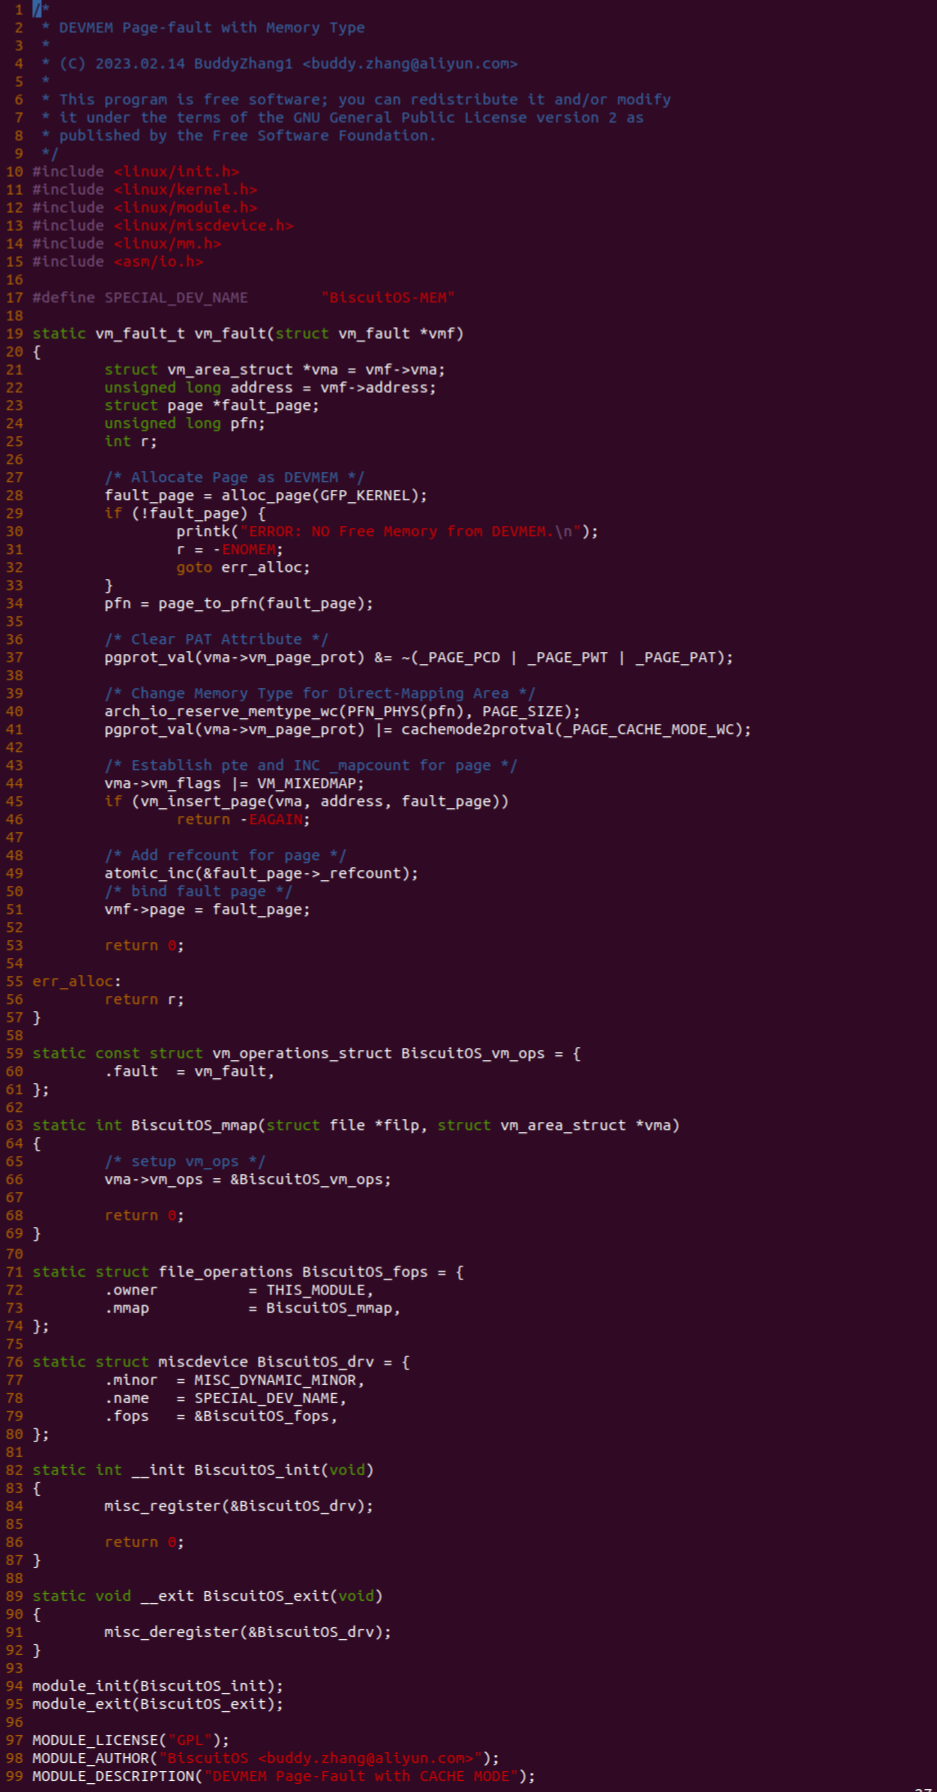 1 /*
2  * DEVMEM Page-fault with Memory Type
3  *
4  * (C) 2023.02.14 BuddyZhang1 <buddy.zhang@aliyun.com>
5  *
6  * This program is free software; you can redistribute it and/or modify
7  * it under the terms of the GNU General Public License version 2 as
8  * published by the Free Software Foundation.
9  */
10 #include <linux/init.h>
11 #include <linux/kernel.h>
12 #include <linux/module.h>
13 #include <linux/miscdevice.h>
14 #include <linux/mm.h>
15 #include <asm/io.h>
16
17 #define SPECIAL_DEV_NAME        "BiscuitOS-MEM"
18
19 static vm_fault_t vm_fault(struct vm_fault *vmf)
20 {
21         struct vm_area_struct *vma = vmf->vma;
22         unsigned long address = vmf->address;
23         struct page *fault_page;
24         unsigned long pfn;
25         int r;
26
27         /* Allocate Page as DEVMEM */
28         fault_page = alloc_page(GFP_KERNEL);
29         if (!fault_page) {
30                 printk("ERROR: NO Free Memory from DEVMEM.\n");
31                 r = -ENOMEM;
32                 goto err_alloc;
33         }
34         pfn = page_to_pfn(fault_page);
35
36         /* Clear PAT Attribute */
37         pgprot_val(vma->vm_page_prot) &= ~(_PAGE_PCD | _PAGE_PWT | _PAGE_PAT);
38
39         /* Change Memory Type for Direct-Mapping Area */
40         arch_io_reserve_memtype_wc(PFN_PHYS(pfn), PAGE_SIZE);
41         pgprot_val(vma->vm_page_prot) |= cachemode2protval(_PAGE_CACHE_MODE_WC);
42
43         /* Establish pte and INC _mapcount for page */
44         vma->vm_flags |= VM_MIXEDMAP;
45         if (vm_insert_page(vma, address, fault_page))
46                 return -EAGAIN;
47
48         /* Add refcount for page */
49         atomic_inc(&fault_page->_refcount);
50         /* bind fault page */
51         vmf->page = fault_page;
52
53         return 0;
54
55 err_alloc:
56         return r;
57 }
58
59 static const struct vm_operations_struct BiscuitOS_vm_ops = {
60         .fault  = vm_fault,
61 };
62
63 static int BiscuitOS_mmap(struct file *filp, struct vm_area_struct *vma)
64 {
65         /* setup vm_ops */
66         vma->vm_ops = &BiscuitOS_vm_ops;
67
68         return 0;
69 }
70
71 static struct file_operations BiscuitOS_fops = {
72         .owner          = THIS_MODULE,
73         .mmap           = BiscuitOS_mmap,
74 };
75
76 static struct miscdevice BiscuitOS_drv = {
77         .minor  = MISC_DYNAMIC_MINOR,
78         .name   = SPECIAL_DEV_NAME,
79         .fops   = &BiscuitOS_fops,
80 };
81
82 static int __init BiscuitOS_init(void)
83 {
84         misc_register(&BiscuitOS_drv);
85
86         return 0;
87 }
88
89 static void __exit BiscuitOS_exit(void)
90 {
91         misc_deregister(&BiscuitOS_drv);
92 }
93
94 module_init(BiscuitOS_init);
95 module_exit(BiscuitOS_exit);
96
97 MODULE_LICENSE("GPL");
98 MODULE_AUTHOR("BiscuitOS <buddy.zhang@aliyun.com>");
99 MODULE_DESCRIPTION("DEVMEM Page-Fault with CACHE MODE");